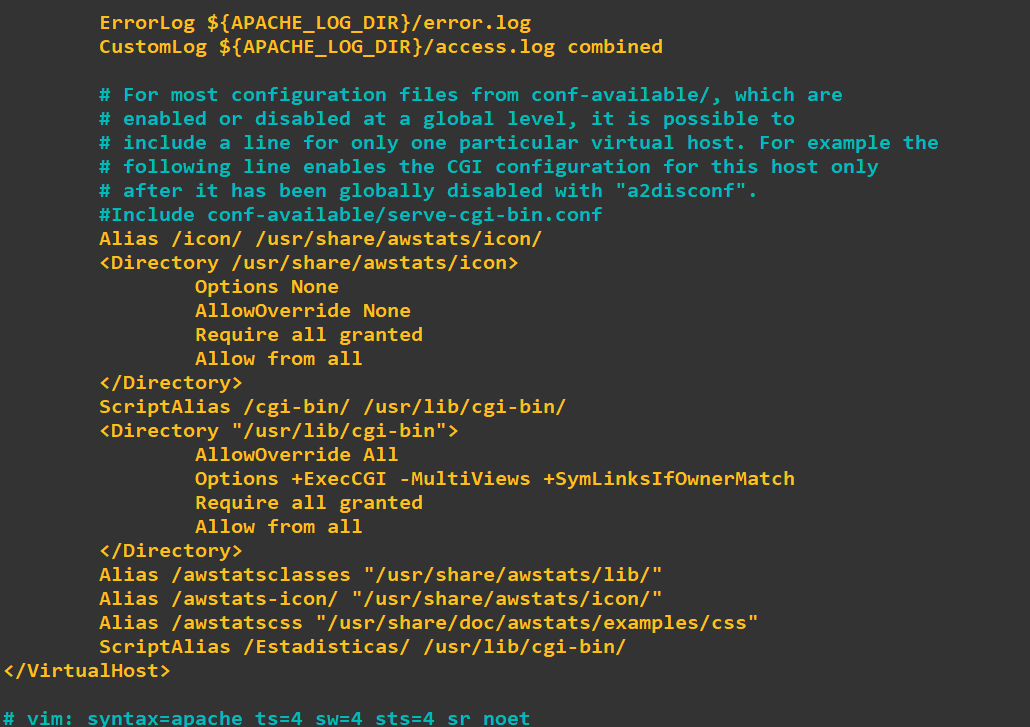 ErrorLog ${APACHE_LOG_DIR}/error.log
CustomLog ${APACHE_LOG_DIR}/access.log combined
# For most configuration files from conf-available/, which are
# enabled or disabled at a global level, it is possible to
# include a line for only one particular virtual host. For example the
# following line enables the CGI configuration for this host only
# after it has been globally disabled with "a2disconf".
#Include conf-available/serve-cgi-bin.conf
Alias /icon/ /usr/share/awstats/icon/
<Directory /usr/share/awstats/icon>
Options None
AllowOverride None
Require all granted
Allow from all
</Directory>
ScriptAlias /cgi-bin/ /usr/lib/cgi-bin/
<Directory "/usr/lib/cgi-bin">
AllowOverride All
Options +ExecCGI -MultiViews +SymLinksIfOwnerMatch
Require all granted
Allow from all
</Directory>
Alias /awstatsclasses "/usr/share/awstats/lib/"
Alias /awstats-icon/ "/usr/share/awstats/icon/"
Alias /awstatscss "/usr/share/doc/awstats/examples/css"
ScriptAlias /Estadisticas/ /usr/lib/cgi-bin/
</VirtualHost>
# vim: syntax=apache ts=4 sw=4 sts=4 sr noet